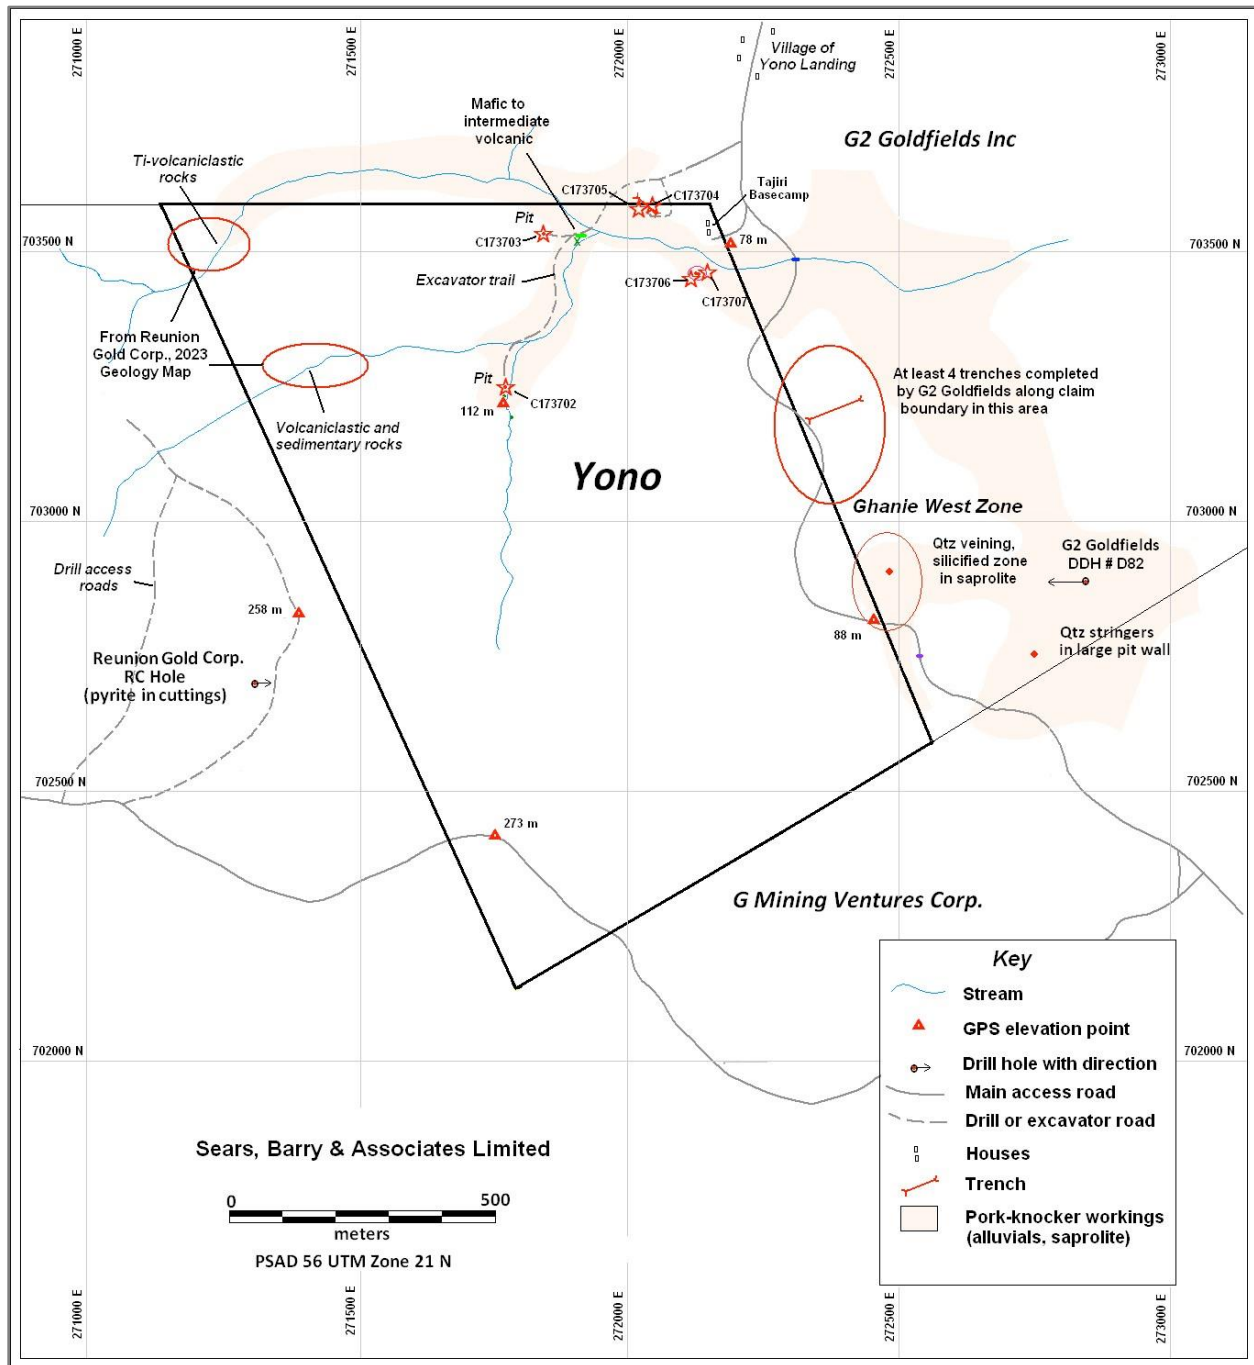 271000 E
271500 E
272000 E
272500 E
273000 E
Village of
Yono Landing
Mafic to
intermediate
volcanic
G2 Goldfields Inc
Ti-volcaniclastic
rocks
C173705
C173704
Tajiri
Basecamp
Pit
C173703
703500 N
703500 N
78 m
Excavator trail
C173706
C173707
From Reunion
Gold Corp., 2023
Geology Map
Pit
C173702
112 m
At least 4 trenches completed
by G2 Goldfields along claim
boundary in this area
Volcaniclastic and
sedimentary rocks
Yono
Ghanie West Zone
703000 N
703000 N
Qtz veining,
silicified zone
in saprolite
G2 Goldfields
DDH # D82
Drill access
roads
258 m
88 m
Qtz stringers
in large pit wall
Reunion Gold Corp.
RC Hole
(pyrite in cuttings)
702500 N
702500 N
273 m
G Mining Ventures Corp.
Key
Stream
GPS elevation point
Drill hole with direction
Main access road
Drill or excavator road
Houses
Trench
Pork-knocker workings
(alluvials, saprolite)
702000 N
702000 N
Sears, Barry & Associates Limited
0
500
meters
PSAD 56 UTM Zone 21 N
271000 E
271500 E
272000 E
272500 E
273000 E